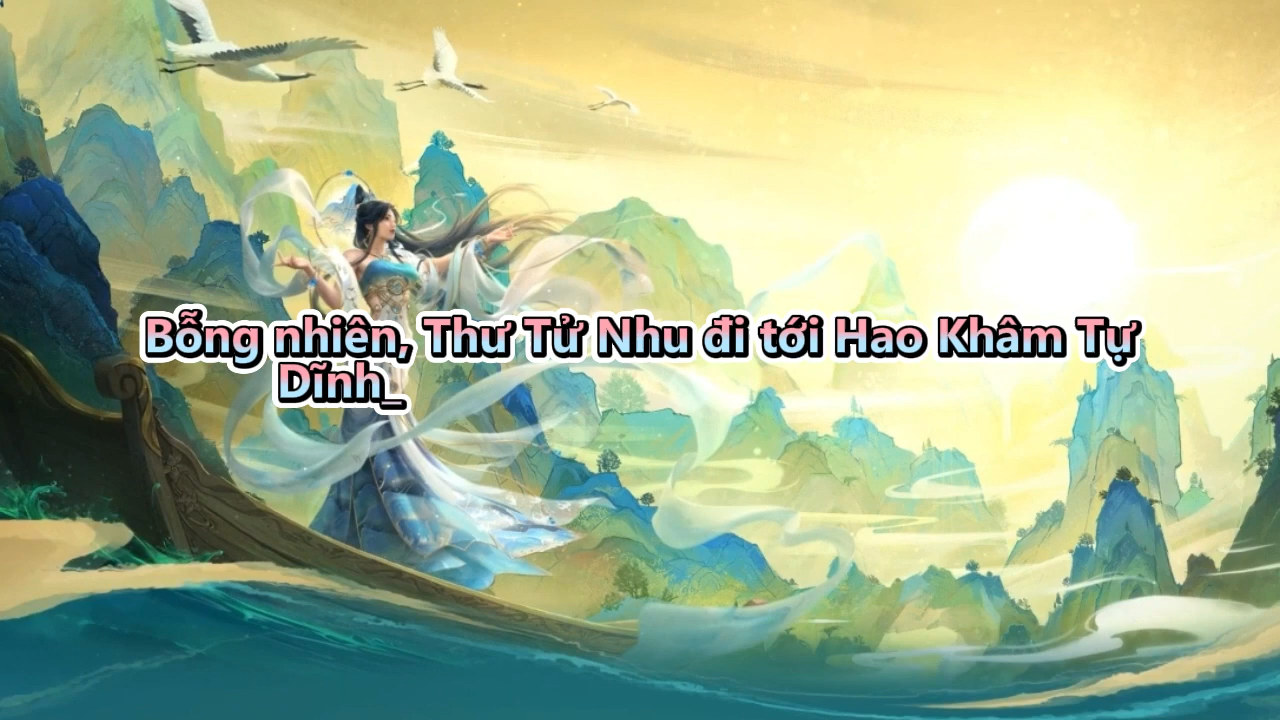 Bỗng nhiên, Thư Tử Nhu đi tới Hao Khâm Tự
Dĩnh_